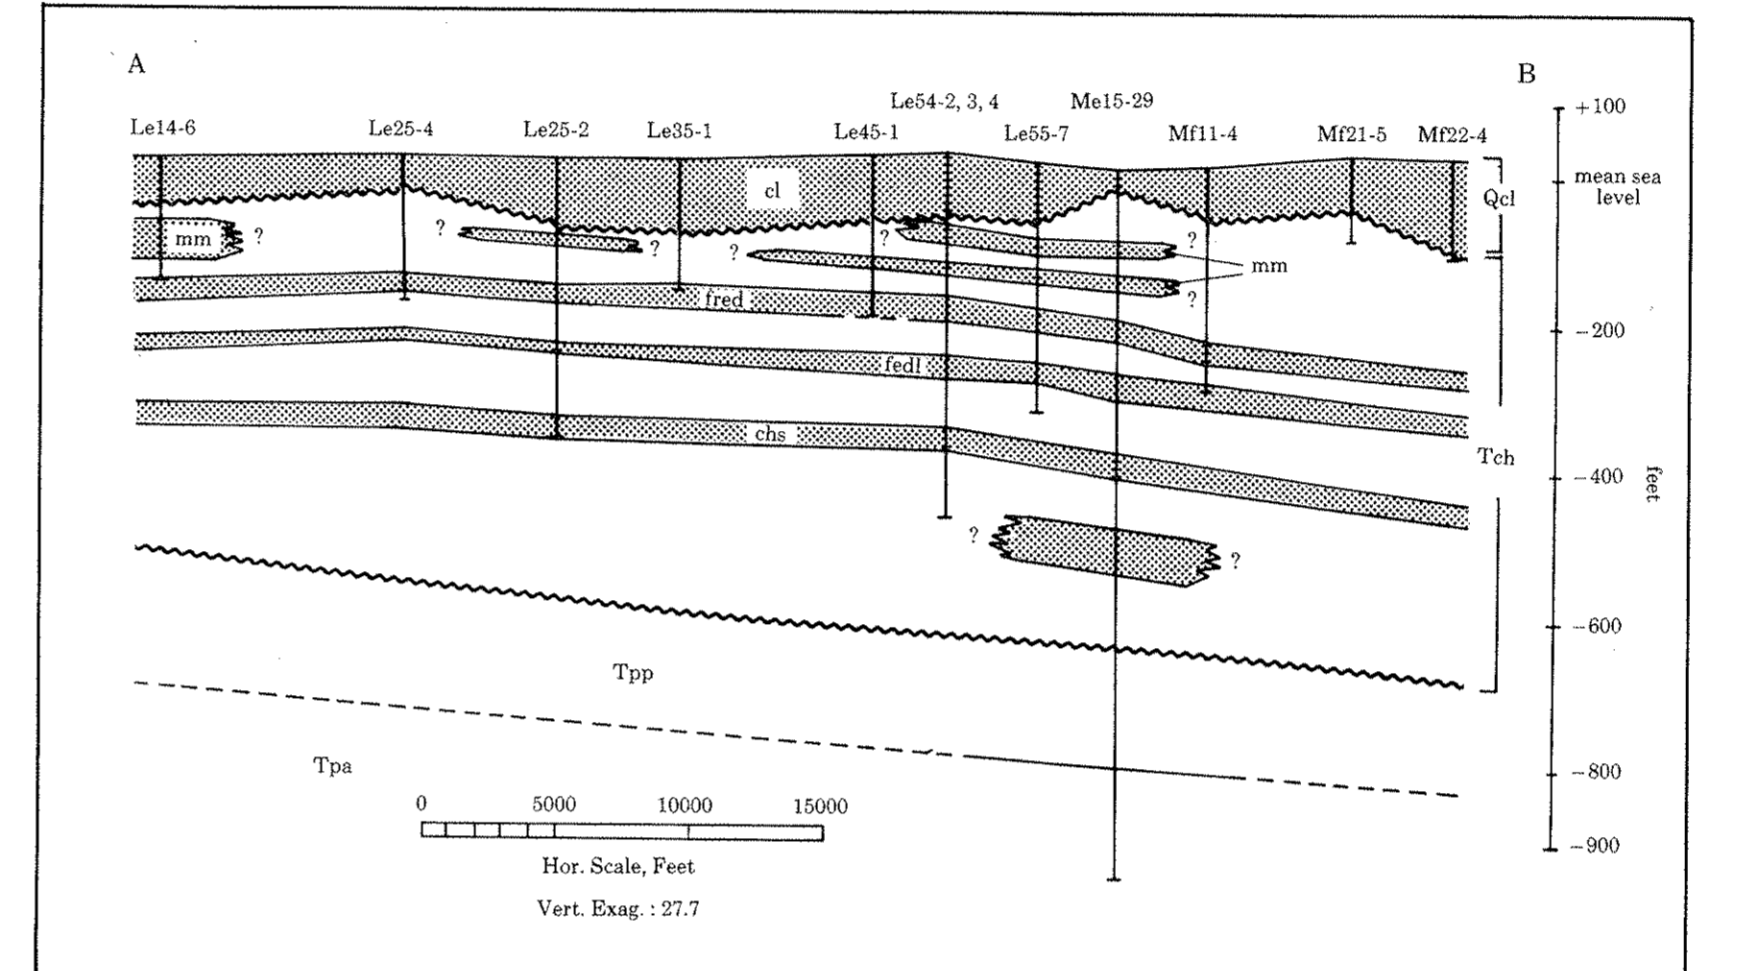 A
B
Le54-2, 3, 4
Me15-29
+100
Le14-6
Le25-4
Le25-2
Le35-1
Le45-1
Le55-7
Mf11-4
Mf21-5
Mf22-4
mean sea
level
Qcl
cl
mm
?
?
?
?
?
?
mm
?
fred
−200
fedl
chs
Tch
−400
feet
?
?
−600
Tpp
Tpa
−800
0
5000
10000
15000
−900
Hor. Scale, Feet
Vert. Exag. : 27.7